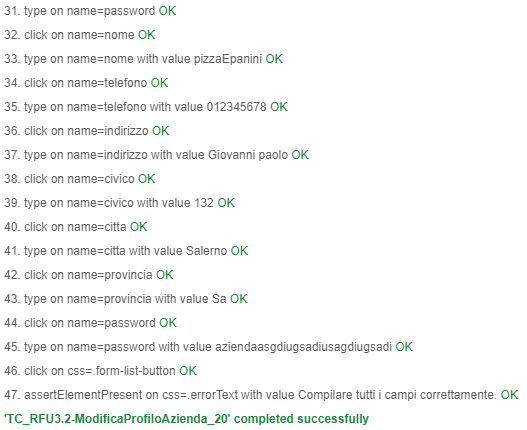 31. type on name=password OK
32. click on name=nome OK
33. type on name=nome with value pizzaEpanini OK
34. click on name=telefono OK
35. type on name=telefono with value 012345678 OK
36. click on name=indirizzo OK
37. type on name=indirizzo with value Giovanni paolo OK
38. click on name=civico OK
39. type on name=civico with value 132 OK
40. click on name=citta OK
41. type on name=citta with value Salerno OK
42. click on name=provincia OK
43. type on name=provincia with value Sa OK
44. click on name=password OK
45. type on name=password with value aziendaasgdiugsadiusagdiugsadi OK
46. click on css=.form-list-button OK
47. assertElementPresent on css=.errorText with value Compilare tutti i campi correttamente. OK
'TC_RFU3.2-ModificaProfiloAzienda_20' completed successfully